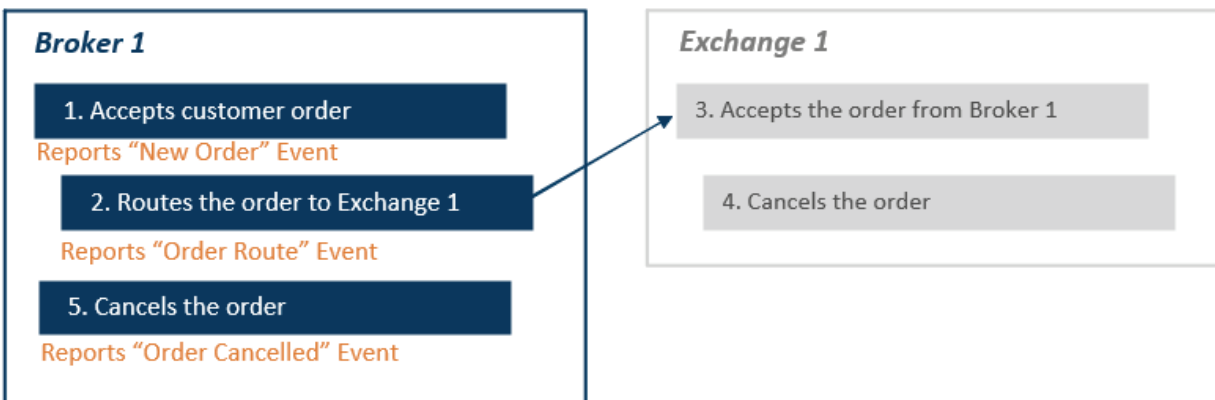 Broker 1
1. Accepts customer order
Reports “New Order” Event
2. Routes the order to Exchange 1
Reports “Order Route” Event
5. Cancels the order
Reports “Order Cancelled” Event
Exchange 1
3. Accepts the order from Broker 1
4. Cancels the order